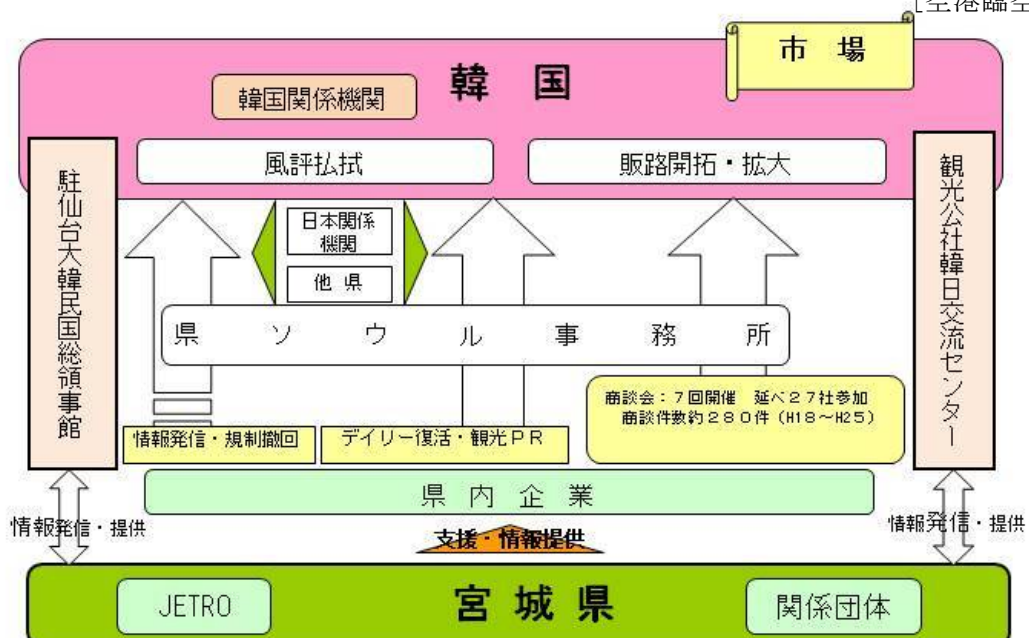 [空港臨空
市場
韓国
韓国関係機関
風評払拭
販路開拓・拡大
駐仙台大韓民国総領事館
観光公社韓日交流センター
日本関係
機関
他県
県ソウル事務所
商談会：７回開催　延べ２７社参加
商談件数約２８０件（H18～H25）
情報発信・規制撤回
デイリー復活・観光ＰＲ
県内企業
情報発信・提供
情報発信・提供
支援・情報提供
宮城県
JETRO
関係団体